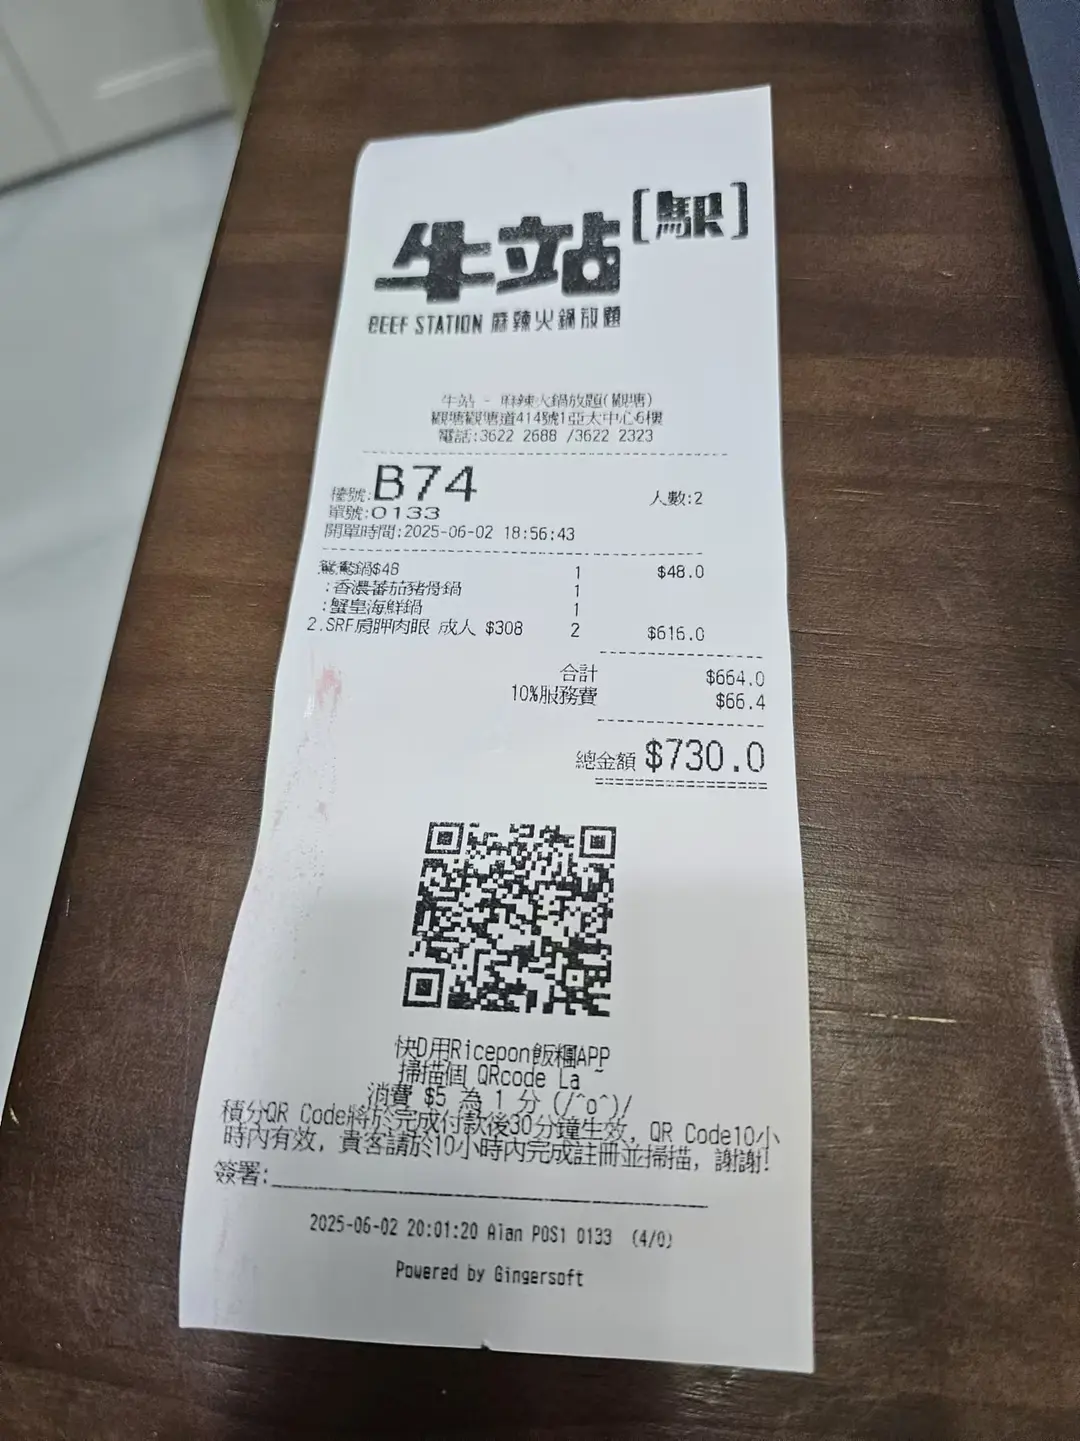 牛站[駅]
BEEF STATION 麻辣火鍋放題
牛站 - 麻辣火鍋放題(觀塘)
觀塘觀塘道414號1亞太中心6樓
電話:3622 2688 /3622 2323
檯號:B74 人數:2
單號:0133
開單時間:2025-06-02 18:56:43
鴛鴦鍋$48 1 $48.0
:香濃蕃茄豬骨鍋 1
:蟹皇海鮮鍋 1
2.SRF肩胛肉眼 成人 $308 2 $616.0
合計 $664.0
10%服務費 $66.4
總金額 $730.0
快D用Ricepon飯糰APP
掃描個 QRcode La ~
消費 $5 為 1 分 (/^o^)/
積分QR Code將於完成付款後30分鐘生效, QR Code10小
時內有效, 貴客請於10小時內完成註冊並掃描, 謝謝!
簽署:
2025-06-02 20:01:20 Alan POS1 0133 (4/0)
Powered by Gingersoft